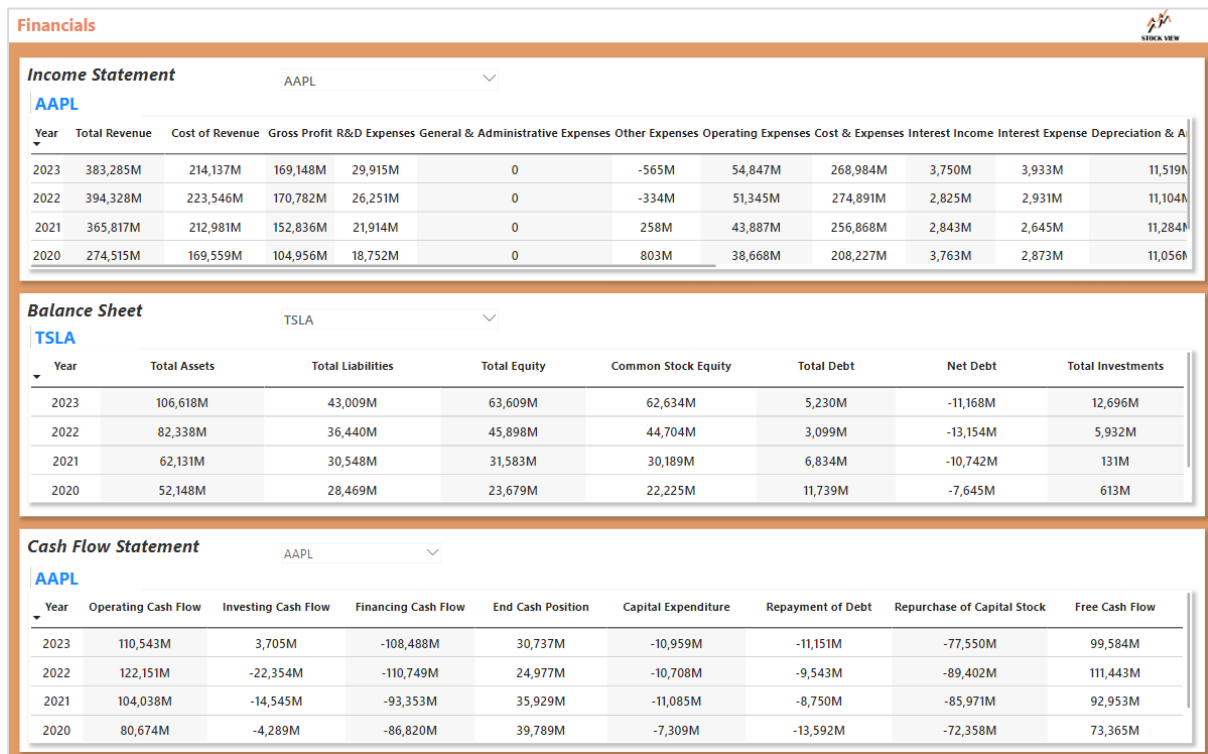 Financials
STOCK VIEW
Income Statement AAPL
AAPL
Year Total Revenue Cost of Revenue Gross Profit R&D Expenses General & Administrative Expenses Other Expenses Operating Expenses Cost & Expenses Interest Income Interest Expense Depreciation & A
2023 383,285M 214,137M 169,148M 29,915M 0 -565M 54,847M 268,984M 3,750M 3,933M 11,519M
2022 394,328M 223,546M 170,782M 26,251M 0 -334M 51,345M 274,891M 2,825M 2,931M 11,104M
2021 365,817M 212,981M 152,836M 21,914M 0 258M 43,887M 256,868M 2,843M 2,645M 11,284M
2020 274,515M 169,559M 104,956M 18,752M 0 803M 38,668M 208,227M 3,763M 2,873M 11,056M
Balance Sheet TSLA
TSLA
Year Total Assets Total Liabilities Total Equity Common Stock Equity Total Debt Net Debt Total Investments
2023 106,618M 43,009M 63,609M 62,634M 5,230M -11,168M 12,696M
2022 82,338M 36,440M 45,898M 44,704M 3,099M -13,154M 5,932M
2021 62,131M 30,548M 31,583M 30,189M 6,834M -10,742M 131M
2020 52,148M 28,469M 23,679M 22,225M 11,739M -7,645M 613M
Cash Flow Statement AAPL
AAPL
Year Operating Cash Flow Investing Cash Flow Financing Cash Flow End Cash Position Capital Expenditure Repayment of Debt Repurchase of Capital Stock Free Cash Flow
2023 110,543M 3,705M -108,488M 30,737M -10,959M -11,151M -77,550M 99,584M
2022 122,151M -22,354M -110,749M 24,977M -10,708M -9,543M -89,402M 111,443M
2021 104,038M -14,545M -93,353M 35,929M -11,085M -8,750M -85,971M 92,953M
2020 80,674M -4,289M -86,820M 39,789M -7,309M -13,592M -72,358M 73,365M